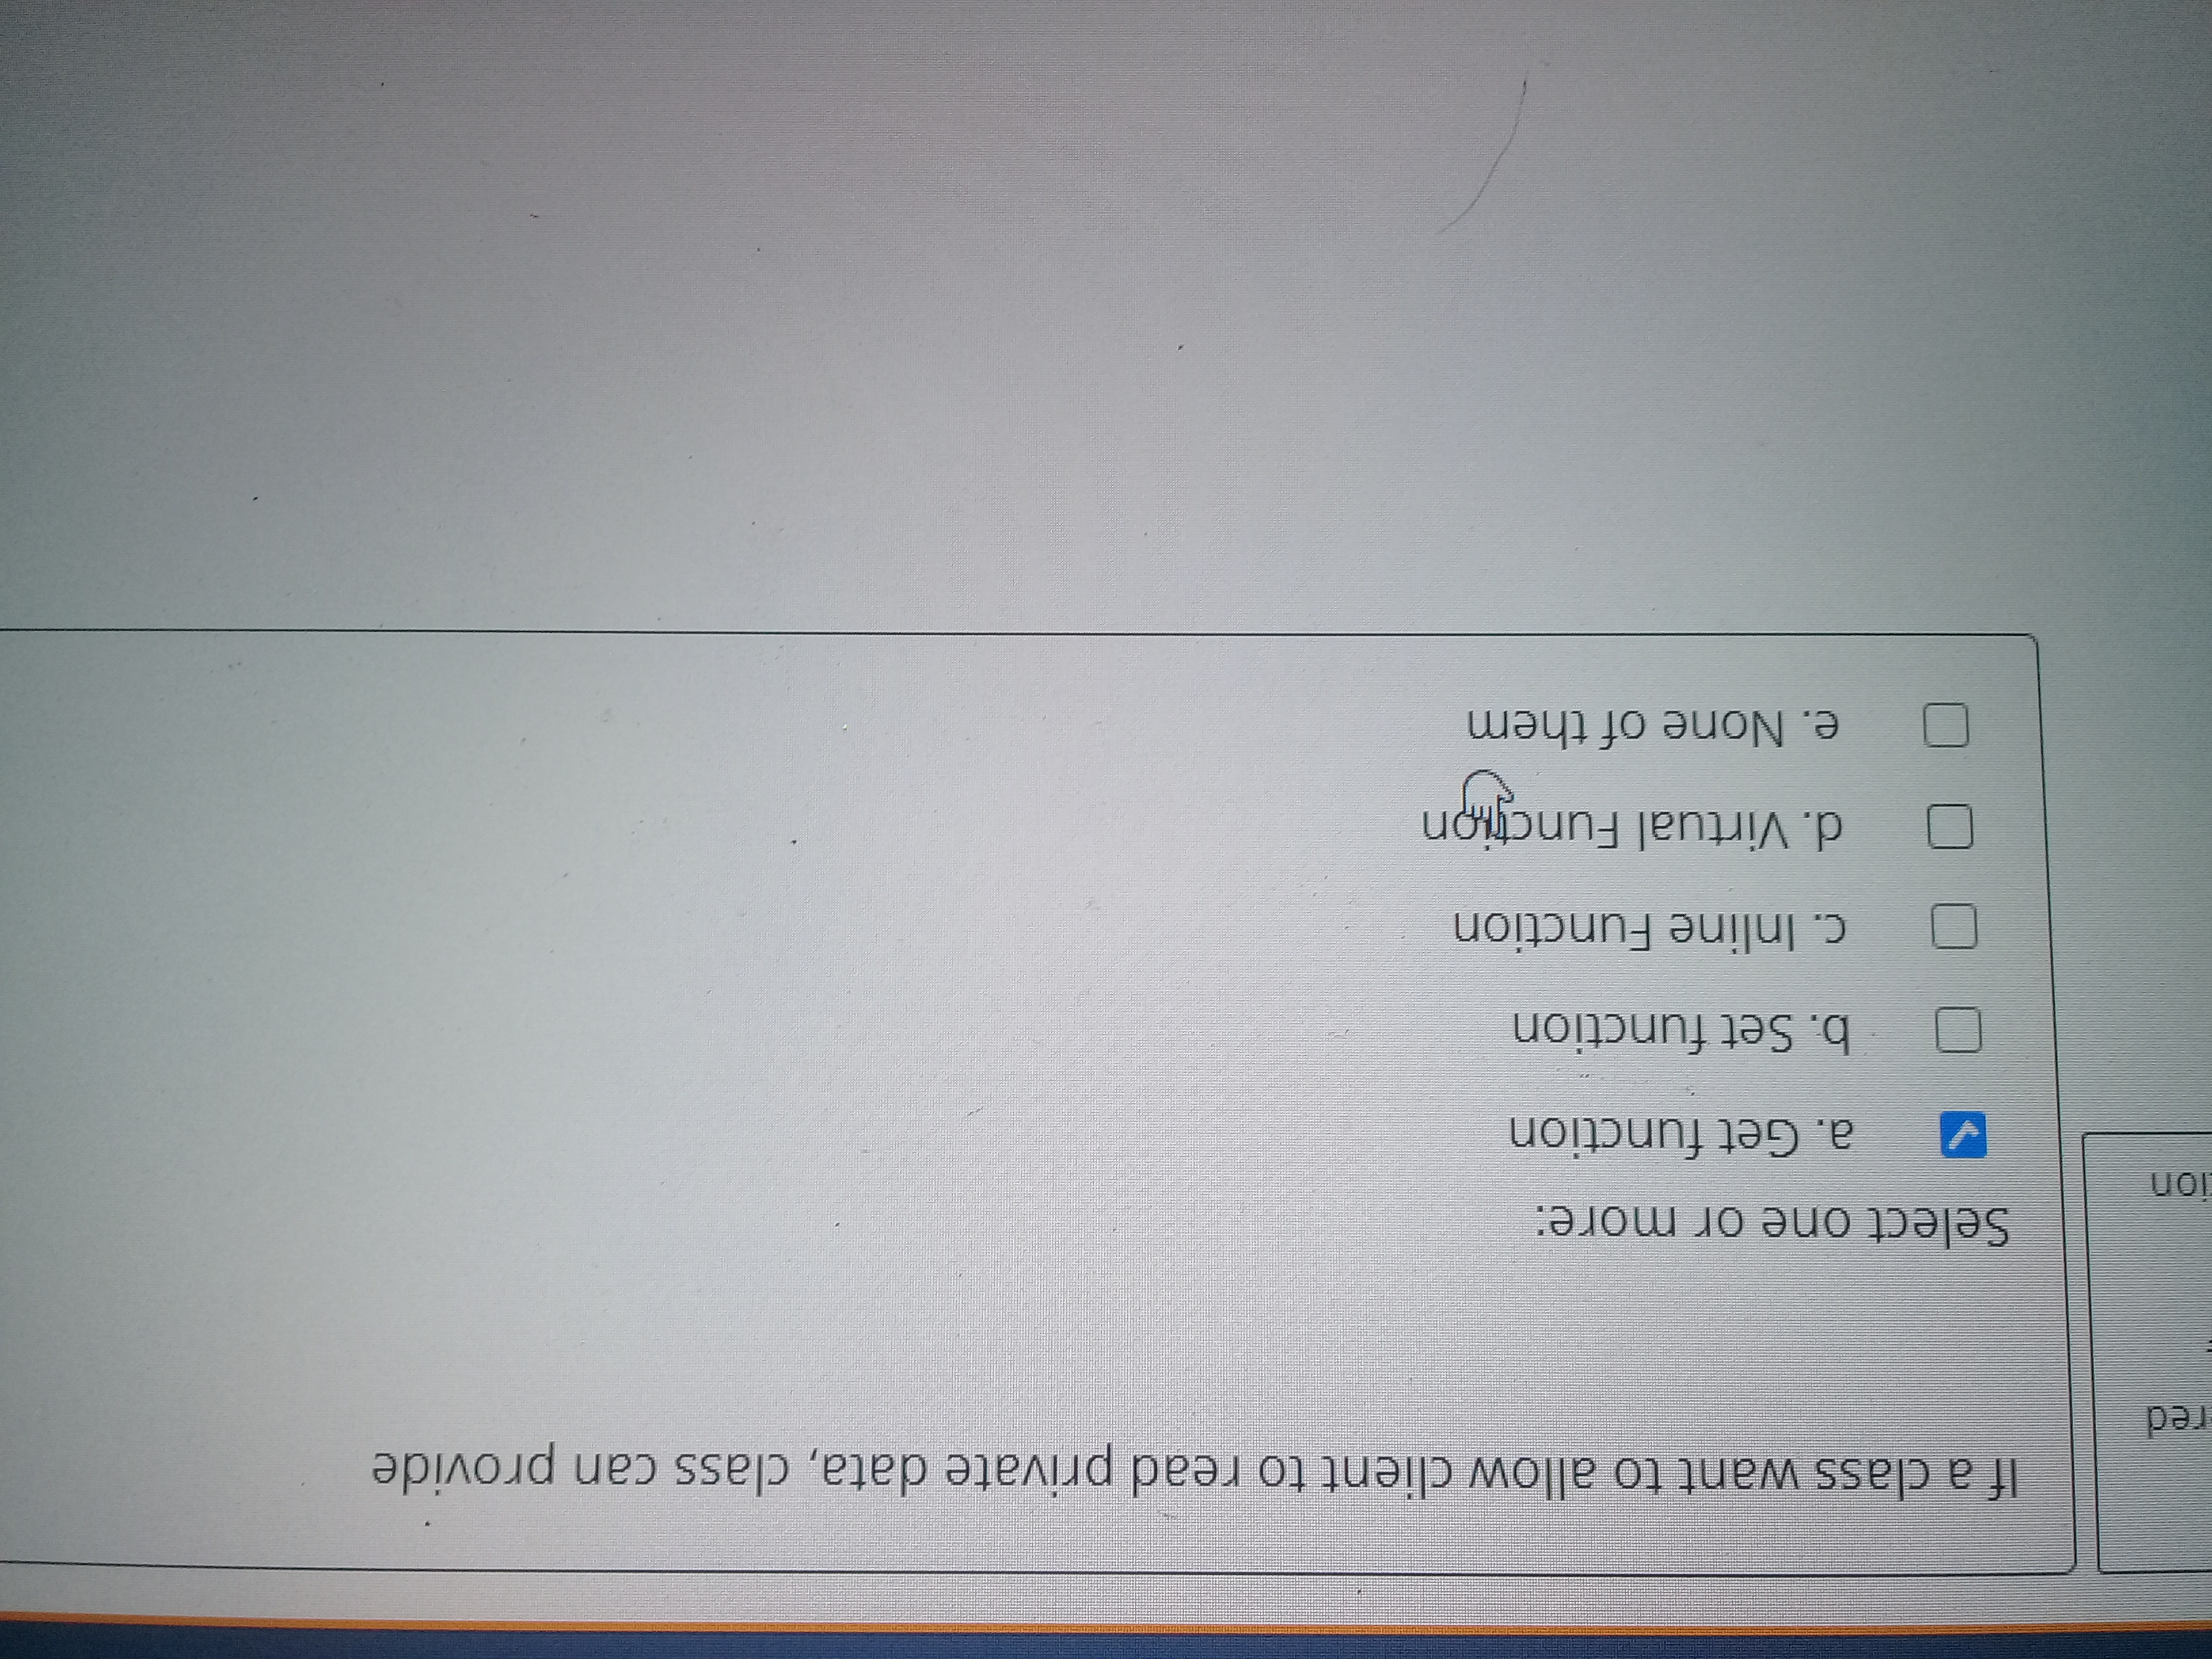 If a class want to allow client to read private data, class can provide
red
Select one or more:
ion
a. Get function
b. Set function
c. Inline Function
d. Virtual Function
e. None of them